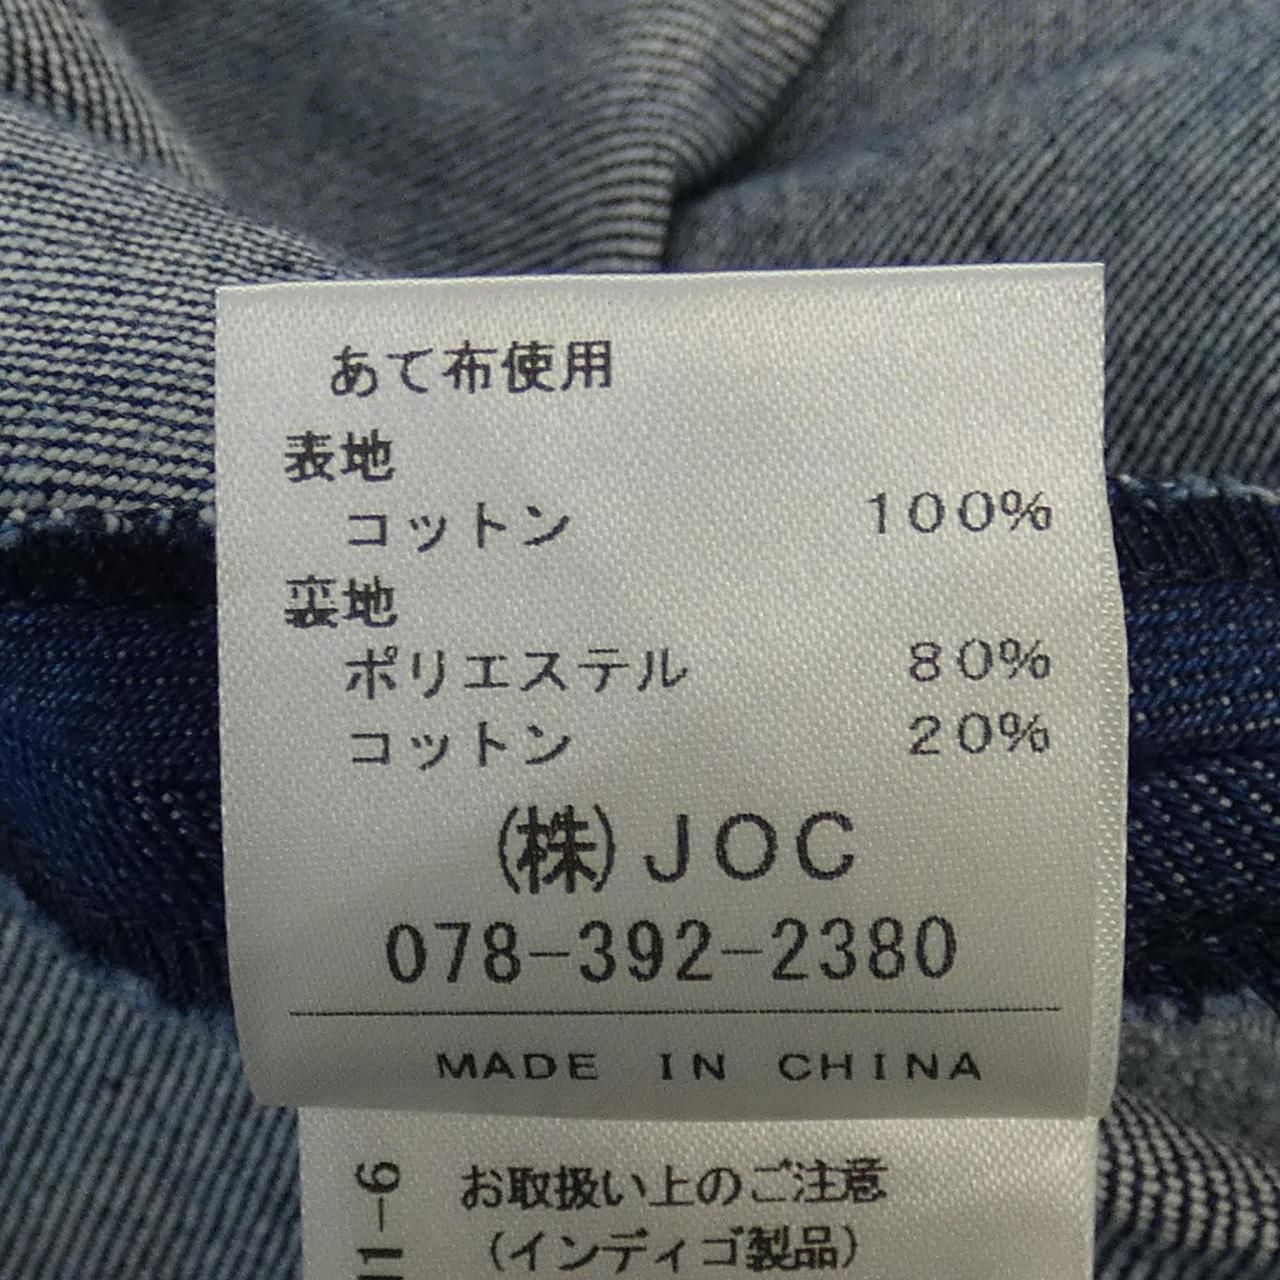 あて布使用
表地
コットン 100%
裏地
ポリエステル 80%
コットン 20%
(株)JOC
078-392-2380
MADE IN CHINA
お取扱い上のご注意
(インディゴ製品)